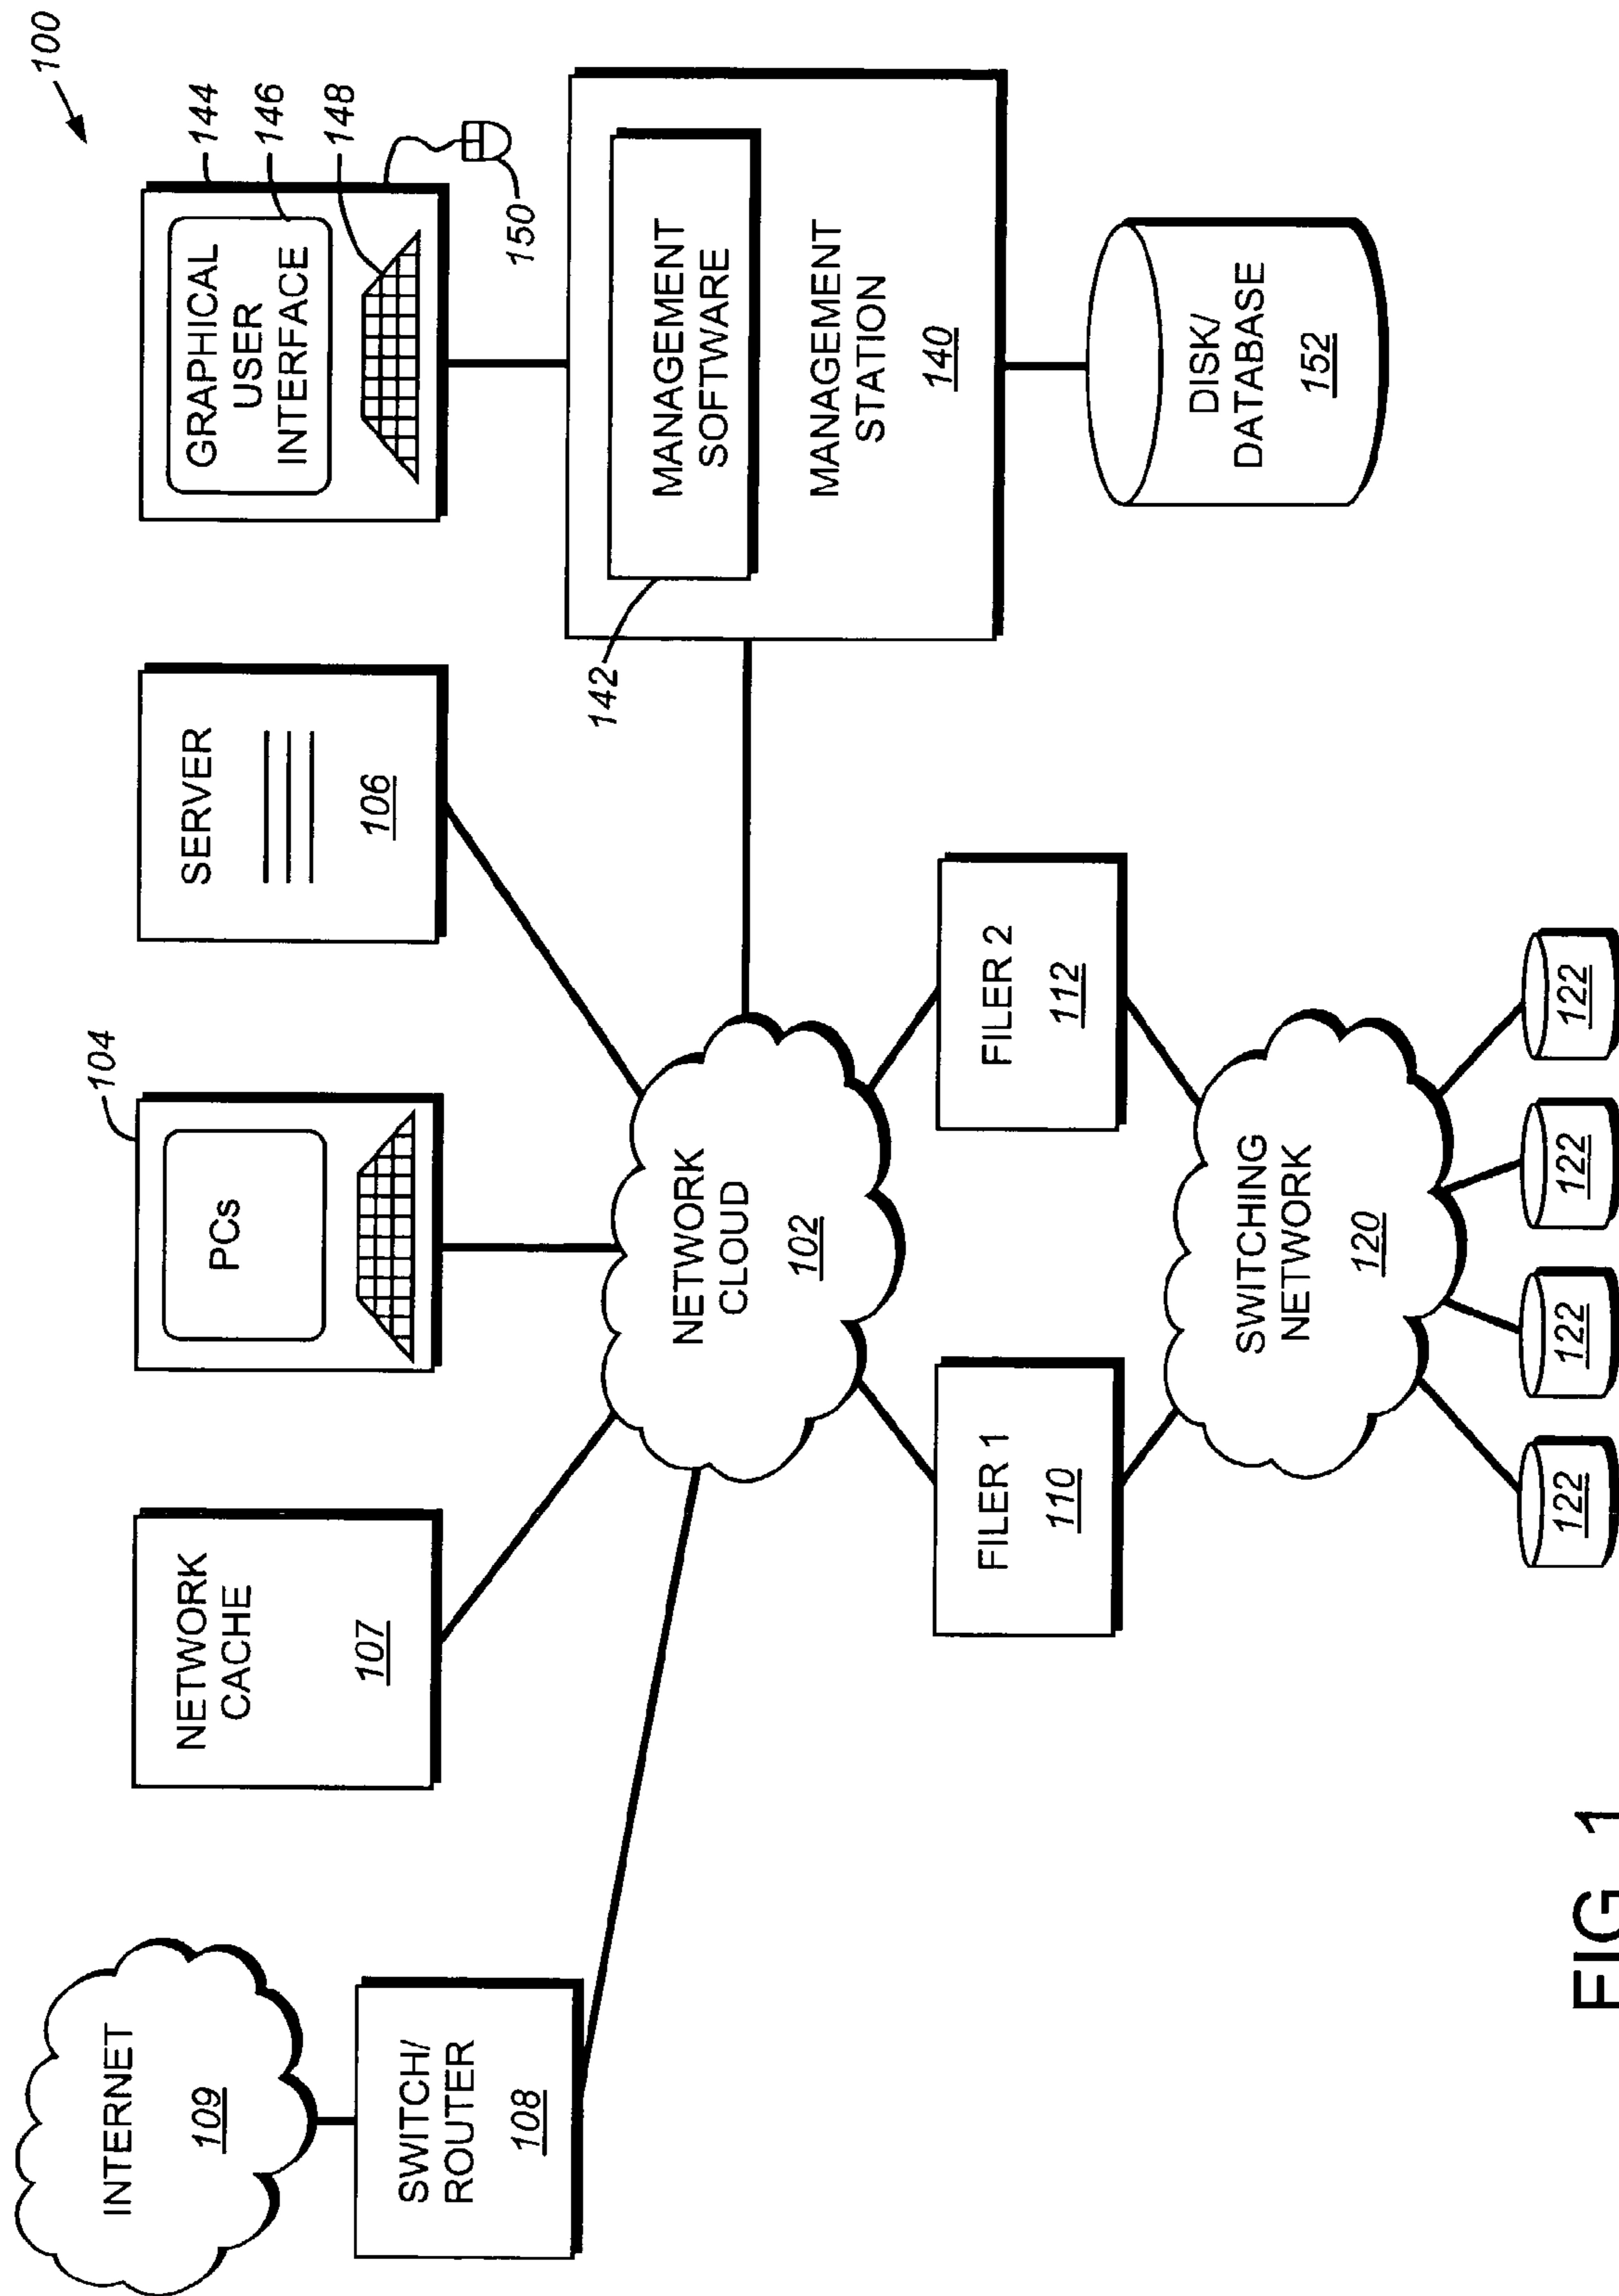 100
INTERNET
109
SWITCH/
ROUTER
108
NETWORK
CACHE
107
PCs
104
SERVER
106
GRAPHICAL
USER
INTERFACE
144
146
148
150
142
MANAGEMENT
SOFTWARE
MANAGEMENT
STATION
140
DISK/
DATABASE
152
NETWORK
CLOUD
102
FILER 1
110
FILER 2
112
SWITCHING
NETWORK
120
122
122
122
122
FIG. 1